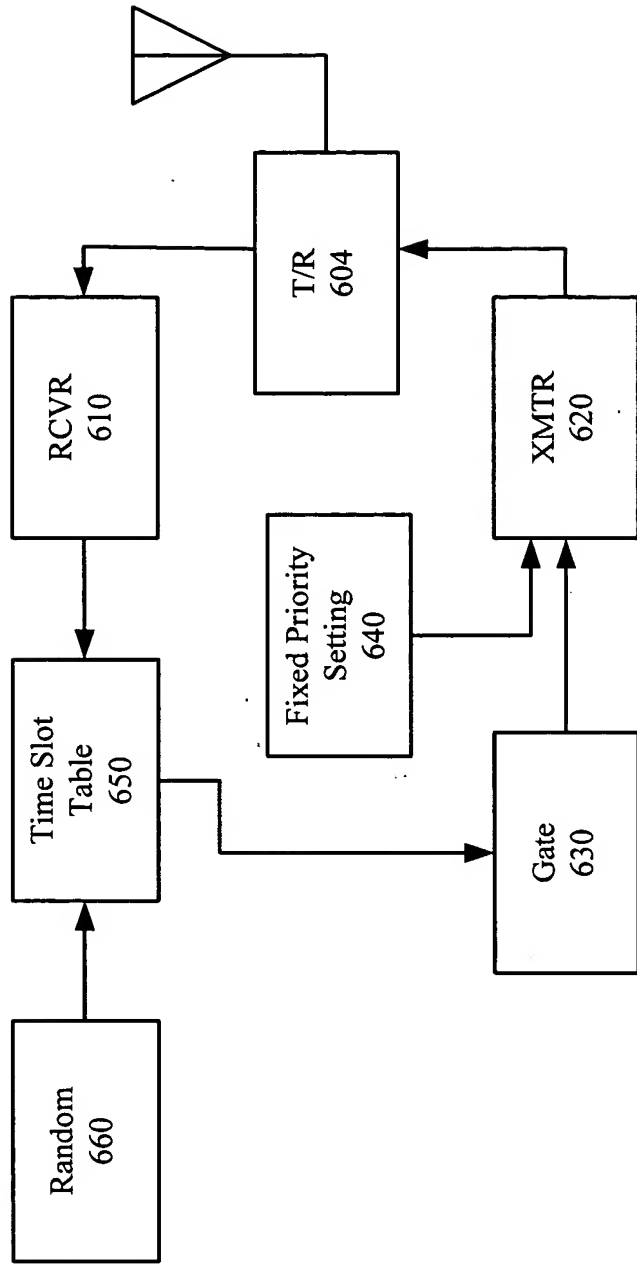 Random
660
Time Slot
Table
650
RCVR
610
T/R
604
Fixed Priority
Setting
640
Gate
630
XMTR
620